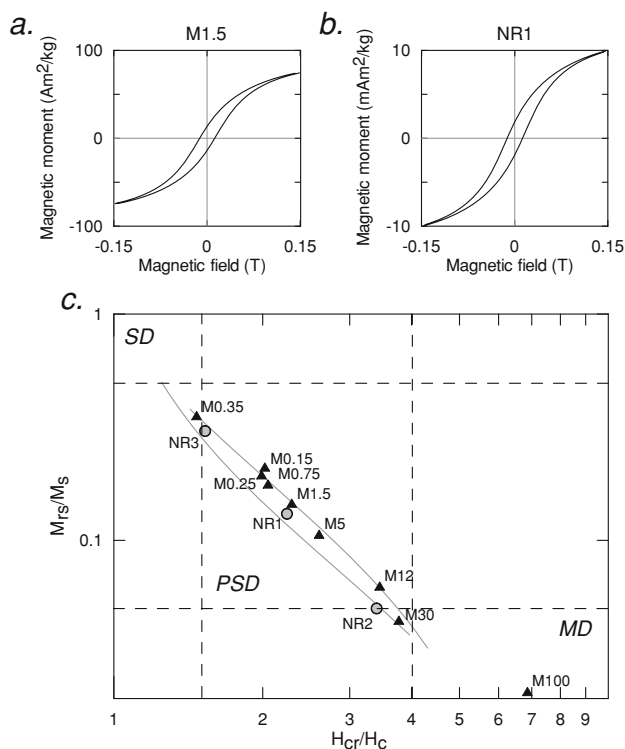 a.
M1.5
Magnetic moment (Am²/kg)
100
0
-100
-0.15
0
0.15
Magnetic field (T)
b.
NR1
Magnetic moment (mAm²/kg)
10
0
-10
-0.15
0
0.15
Magnetic field (T)
c.
1
SD
M0.35
NR3
M0.15
M0.75
M0.25
M1.5
NR1
M5
Mrs/Ms
0.1
M12
PSD
NR2
M30
MD
M100
1
2
3
4
5
6
7
8
9
Hcr/Hc